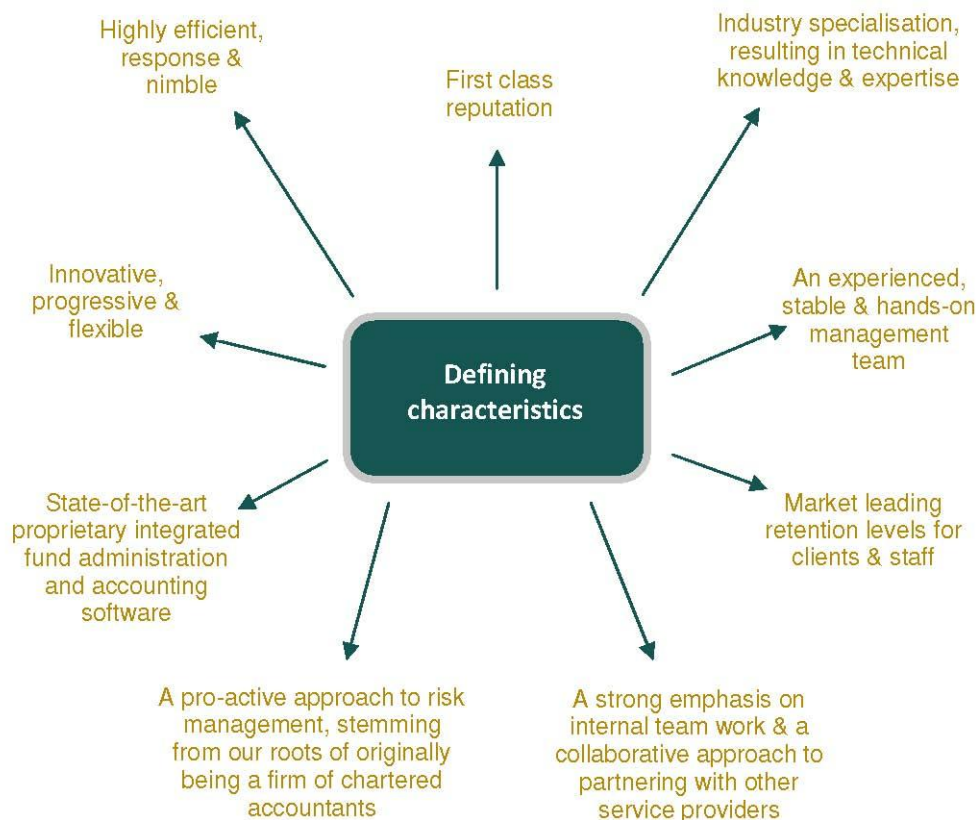 Highly efficient,
response &
nimble
First class
reputation
Industry specialisation,
resulting in technical
knowledge & expertise
Innovative,
progressive &
flexible
Defining
characteristics
An experienced,
stable & hands-on
management
team
State-of-the-art
proprietary integrated
fund administration
and accounting
software
Market leading
retention levels for
clients & staff
A pro-active approach to risk
management, stemming
from our roots of originally
being a firm of chartered
accountants
A strong emphasis on
internal team work & a
collaborative approach to
partnering with other
service providers